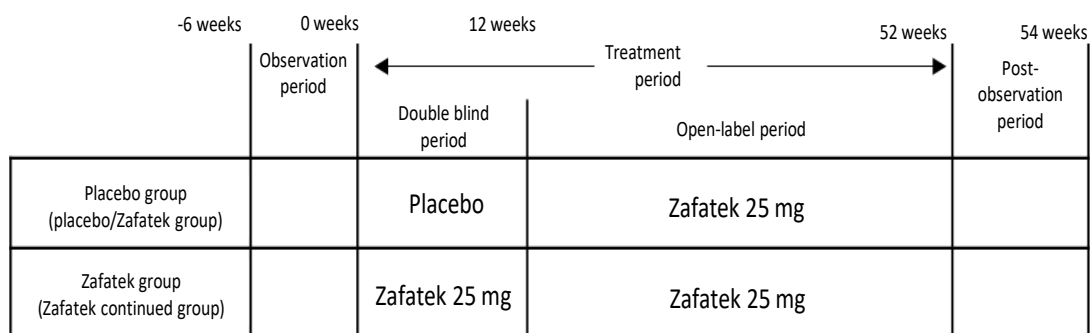 -6 weeks 0 weeks 12 weeks 52 weeks 54 weeks
Observation
period
Treatment
period
Post-
observation
period
Double blind
period
Open-label period
Placebo group
(placebo/Zafatek group)
Placebo
Zafatek 25 mg
Zafatek group
(Zafatek continued group)
Zafatek 25 mg
Zafatek 25 mg